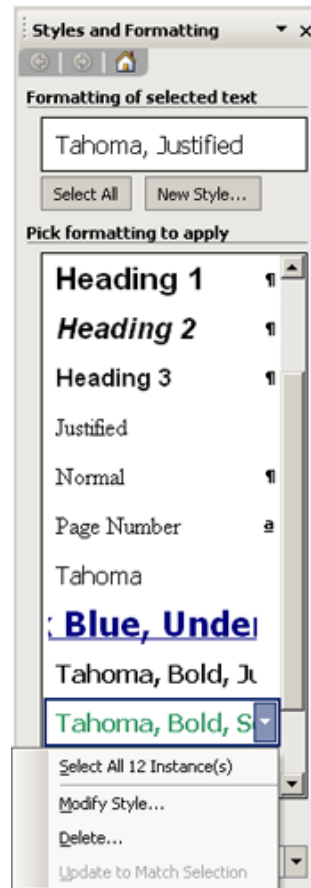 Styles and Formatting
Formatting of selected text
Tahoma, Justified
Select All New Style...
Pick formatting to apply
Heading 1 ¶
Heading 2 ¶
Heading 3 ¶
Justified
Normal ¶
Page Number a
Tahoma
Blue, Under
Tahoma, Bold, Ju
Tahoma, Bold, S
Select All 12 Instance(s)
Modify Style...
Delete...
Update to Match Selection